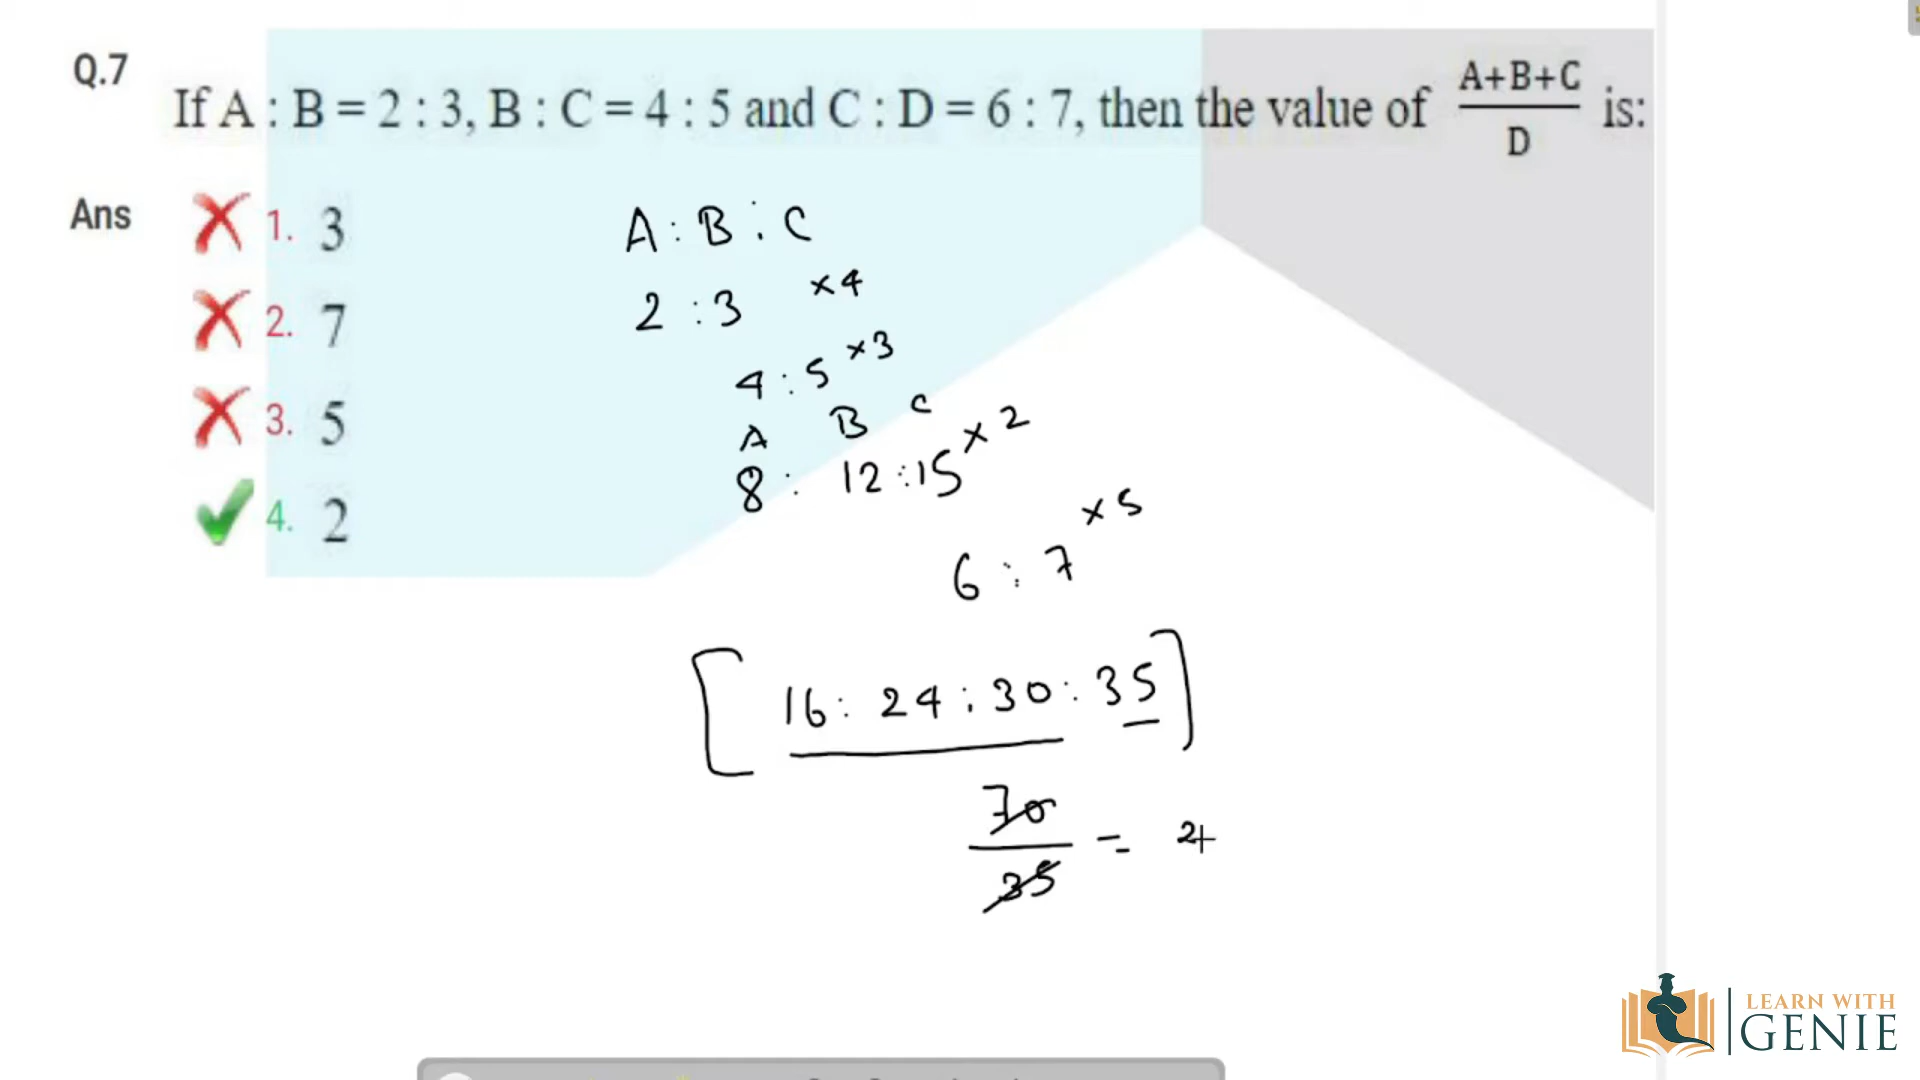 Q.7
If A : B = 2 : 3, B : C = 4 : 5 and C : D = 6 : 7, then the value of A+B+C / D is:
Ans
1. 3
2. 7
3. 5
4. 2
A : B : C
2 : 3 ×4
4 : 5 ×3
A B C
8 : 12 : 15 ×2
6 : 7 ×5
[16 : 24 : 30 : 35]
70
35
= 2
LEARN WITH
GENIE